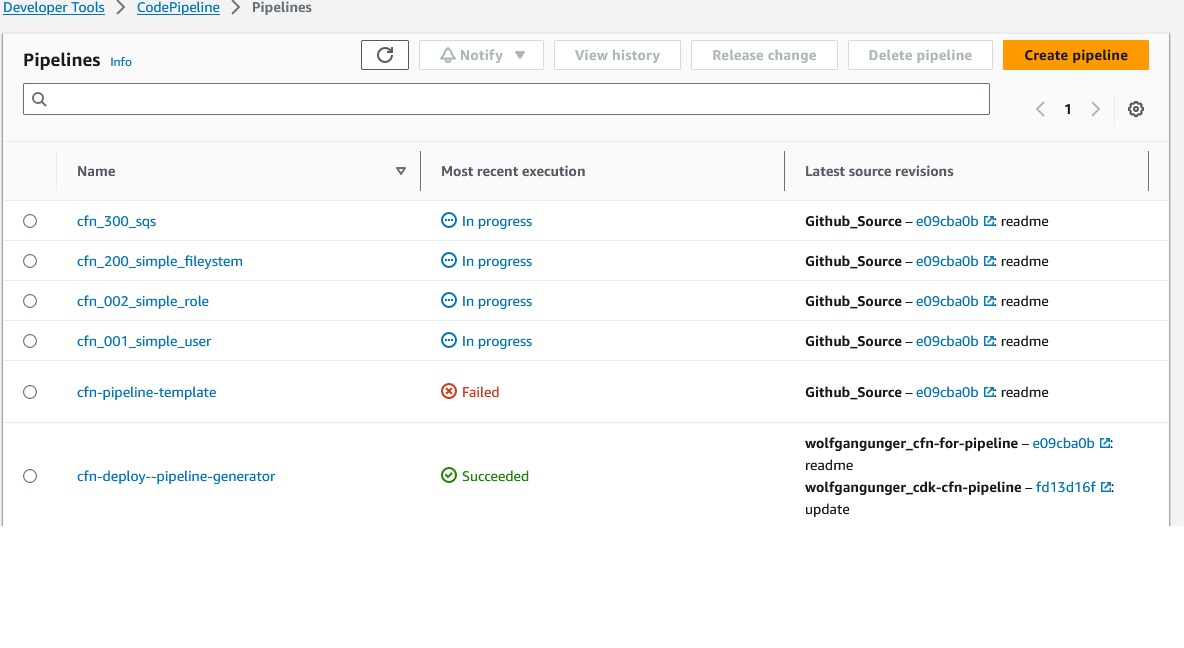 Developer Tools > CodePipeline > Pipelines
Pipelines Info Notify View history Release change Delete pipeline Create pipeline
1
Name Most recent execution Latest source revisions
cfn_300_sqs In progress Github_Source – e09cba0b : readme
cfn_200_simple_fileystem In progress Github_Source – e09cba0b : readme
cfn_002_simple_role In progress Github_Source – e09cba0b : readme
cfn_001_simple_user In progress Github_Source – e09cba0b : readme
cfn-pipeline-template Failed Github_Source – e09cba0b : readme
wolfgangunger_cfn-for-pipeline – e09cba0b :
readme
cfn-deploy--pipeline-generator Succeeded
wolfgangunger_cdk-cfn-pipeline – fd13d16f :
update